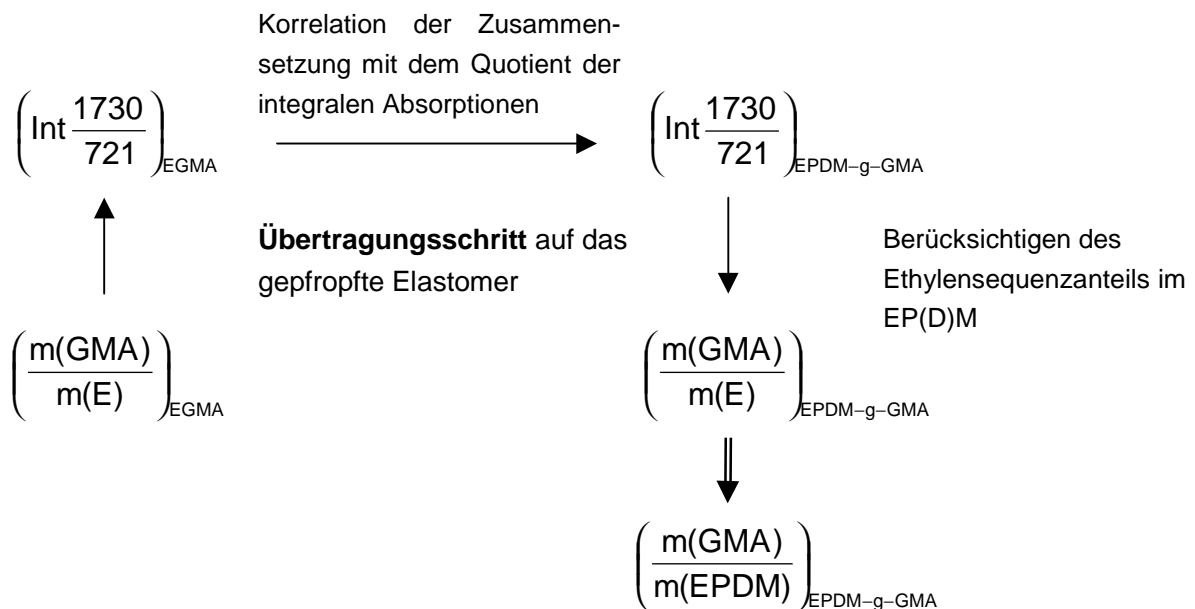 Korrelation der Zusammen-
setzung mit dem Quotient der
integralen Absorptionen
(Int 1730/721)EGMA
(Int 1730/721)EPDM–g–GMA
Übertragungsschritt auf das
gepfropfte Elastomer
Berücksichtigen des
Ethylensequenzanteils im
EP(D)M
(m(GMA)/m(E))EGMA
(m(GMA)/m(E))EPDM–g–GMA
(m(GMA)/m(EPDM))EPDM–g–GMA